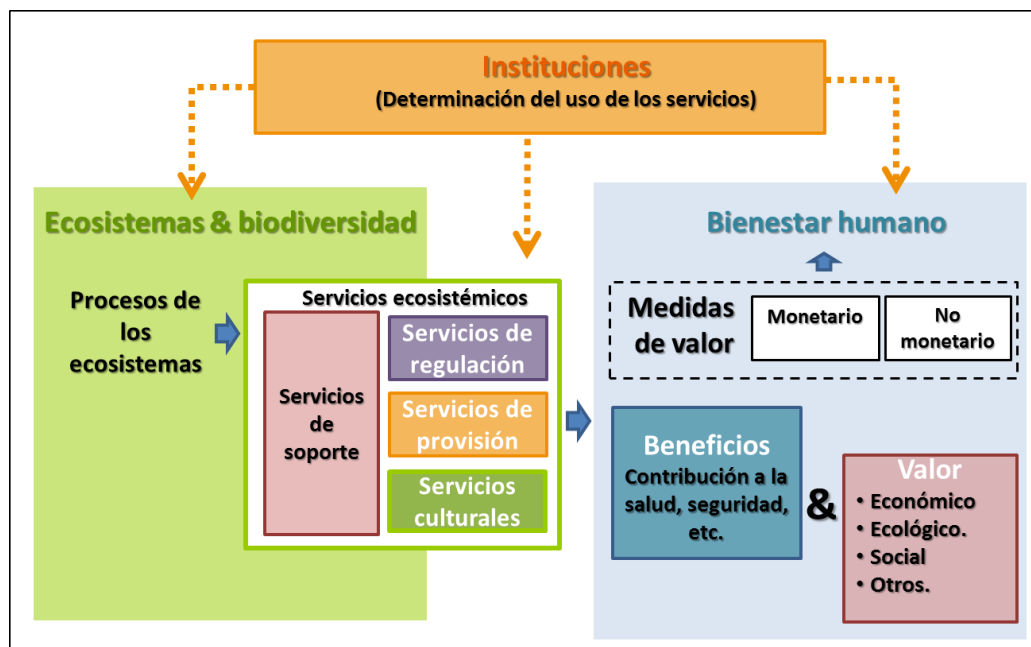 Instituciones
(Determinación del uso de los servicios)
Ecosistemas & biodiversidad
Procesos de
los
ecosistemas
Servicios ecosistémicos
Servicios
de
soporte
Servicios de
regulación
Servicios de
provisión
Servicios
culturales
Bienestar humano
Medidas
de valor
Monetario
No
monetario
Beneficios
Contribución a la
salud, seguridad,
etc.
&
Valor
• Económico
• Ecológico.
• Social
• Otros.